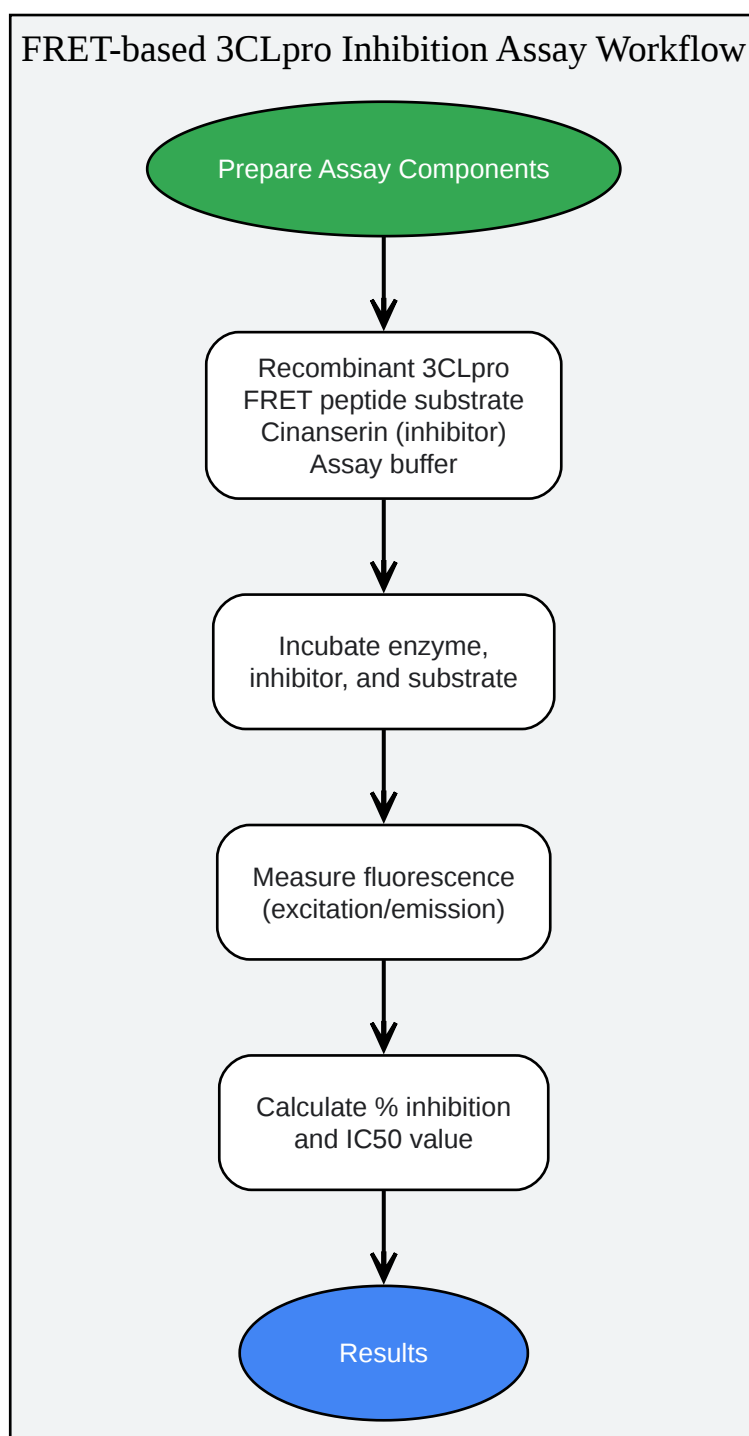 FRET-based 3CLpro Inhibition Assay Workflow
Prepare Assay Components
Recombinant 3CLpro
FRET peptide substrate
Cinanserin (inhibitor)
Assay buffer
Incubate enzyme,
inhibitor, and substrate
Measure fluorescence
(excitation/emission)
Calculate % inhibition
and IC50 value
Results